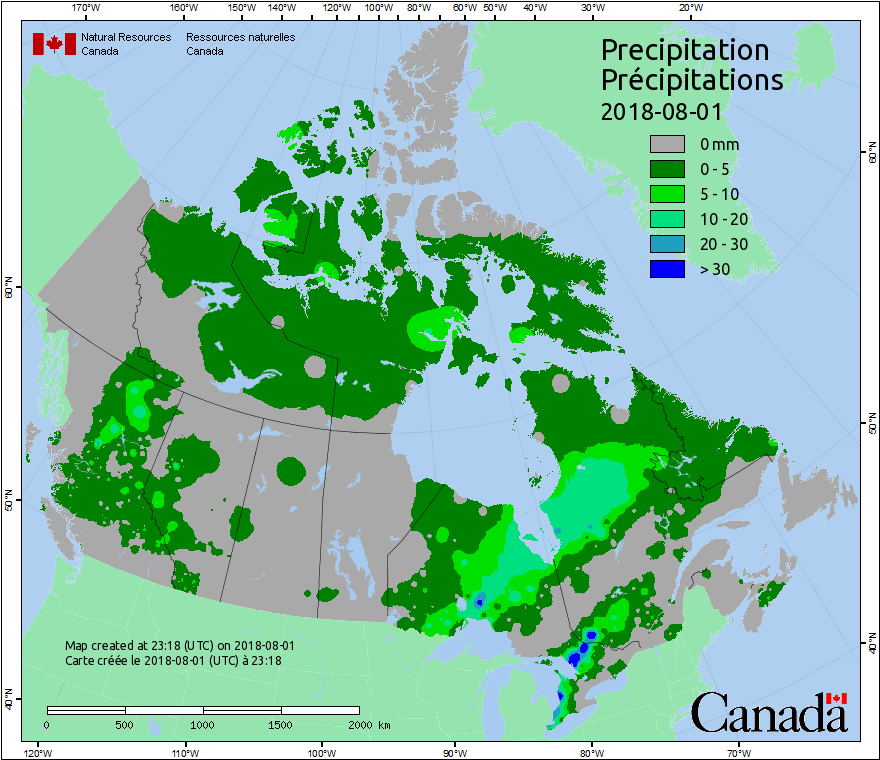 170°W 160°W 150°W 140°W 120°W 100°W 80°W 60°W 50°W 40°W 30°W 20°W
Natural Resources Ressources naturelles
Canada Canada
Precipitation
Précipitations
2018-08-01
0 mm
0 - 5
5 - 10
10 - 20
20 - 30
> 30
60°N
60°N
50°N
50°N
40°N
40°N
Map created at 23:18 (UTC) on 2018-08-01
Carte créée le 2018-08-01 (UTC) à 23:18
0 500 1000 1500 2000 km
Canada
120°W 110°W 100°W 90°W 80°W 70°W